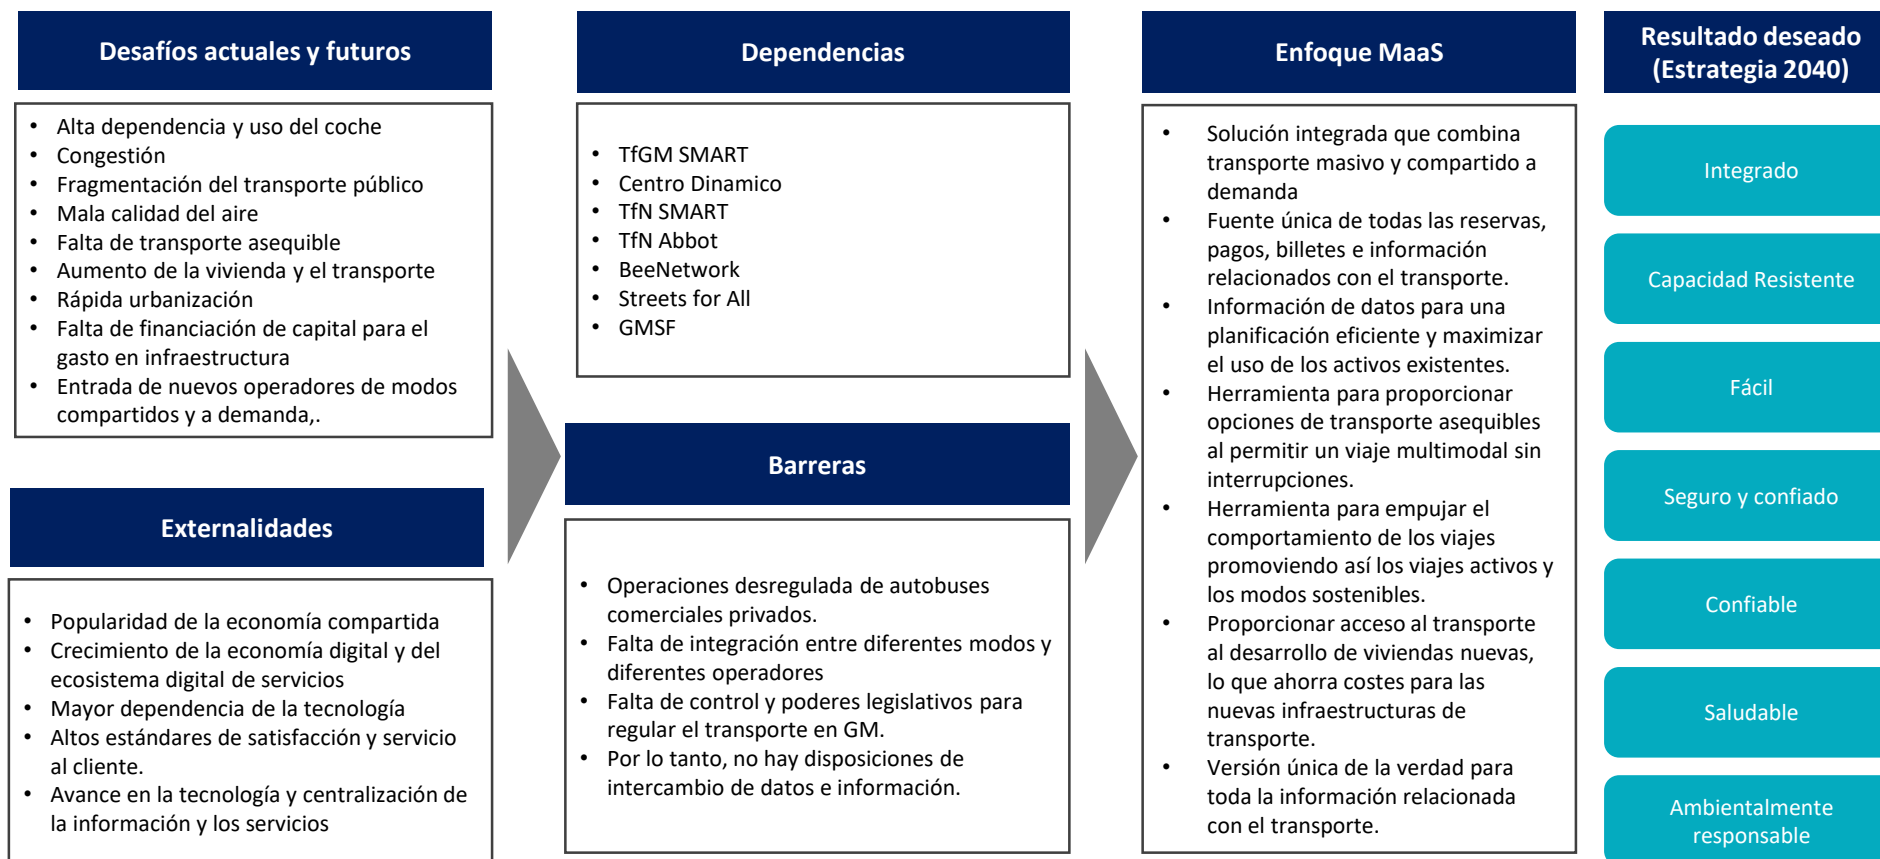 Desafíos actuales y futuros
• Alta dependencia y uso del coche
• Congestión
• Fragmentación del transporte público
• Mala calidad del aire
• Falta de transporte asequible
• Aumento de la vivienda y el transporte
• Rápida urbanización
• Falta de financiación de capital para el
gasto en infraestructura
• Entrada de nuevos operadores de modos
compartidos y a demanda,.
Externalidades
• Popularidad de la economía compartida
• Crecimiento de la economía digital y del
ecosistema digital de servicios
• Mayor dependencia de la tecnología
• Altos estándares de satisfacción y servicio
al cliente.
• Avance en la tecnología y centralización de
la información y los servicios
Dependencias
• TfGM SMART
• Centro Dinamico
• TfN SMART
• TfN Abbot
• BeeNetwork
• Streets for All
• GMSF
Barreras
• Operaciones desregulada de autobuses
comerciales privados.
• Falta de integración entre diferentes modos y
diferentes operadores
• Falta de control y poderes legislativos para
regular el transporte en GM.
• Por lo tanto, no hay disposiciones de
intercambio de datos e información.
Enfoque MaaS
• Solución integrada que combina
transporte masivo y compartido a
demanda
• Fuente única de todas las reservas,
pagos, billetes e información
relacionados con el transporte.
• Información de datos para una
planificación eficiente y maximizar
el uso de los activos existentes.
• Herramienta para proporcionar
opciones de transporte asequibles
al permitir un viaje multimodal sin
interrupciones.
• Herramienta para empujar el
comportamiento de los viajes
promoviendo así los viajes activos y
los modos sostenibles.
• Proporcionar acceso al transporte
al desarrollo de viviendas nuevas,
lo que ahorra costes para las
nuevas infraestructuras de
transporte.
• Versión única de la verdad para
toda la información relacionada
con el transporte.
Resultado deseado
(Estrategia 2040)
Integrado
Capacidad Resistente
Fácil
Seguro y confiado
Confiable
Saludable
Ambientalmente
responsable